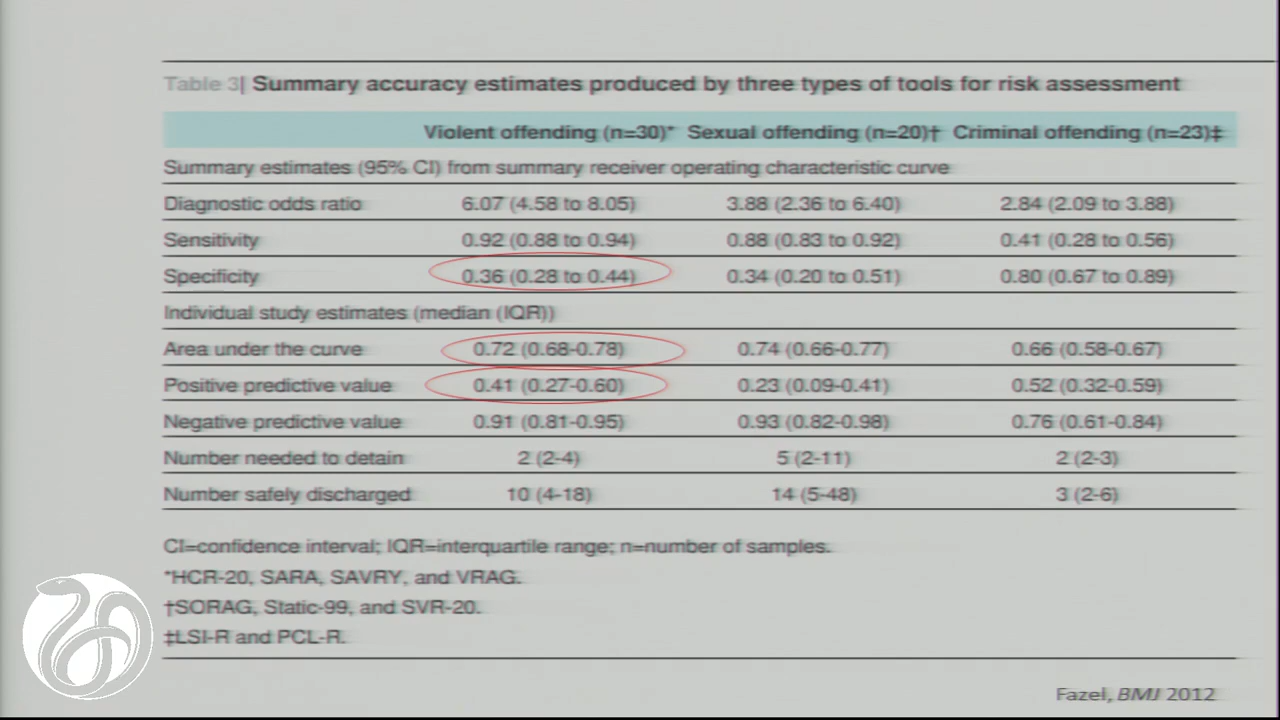 Table 3| Summary accuracy estimates produced by three types of tools for risk assessment
Violent offending (n=30)* Sexual offending (n=20)† Criminal offending (n=23)‡
Summary estimates (95% CI) from summary receiver operating characteristic curve
Diagnostic odds ratio 6.07 (4.58 to 8.05) 3.88 (2.36 to 6.40) 2.84 (2.09 to 3.88)
Sensitivity 0.92 (0.88 to 0.94) 0.88 (0.83 to 0.92) 0.41 (0.28 to 0.56)
Specificity 0.36 (0.28 to 0.44) 0.34 (0.20 to 0.51) 0.80 (0.67 to 0.89)
Individual study estimates (median (IQR))
Area under the curve 0.72 (0.68-0.78) 0.74 (0.66-0.77) 0.66 (0.58-0.67)
Positive predictive value 0.41 (0.27-0.60) 0.23 (0.09-0.41) 0.52 (0.32-0.59)
Negative predictive value 0.91 (0.81-0.95) 0.93 (0.82-0.98) 0.76 (0.61-0.84)
Number needed to detain 2 (2-4) 5 (2-11) 2 (2-3)
Number safely discharged 10 (4-18) 14 (5-48) 3 (2-6)
CI=confidence interval; IQR=interquartile range; n=number of samples.
*HCR-20, SARA, SAVRY, and VRAG.
†SORAG, Static-99, and SVR-20.
‡LSI-R and PCL-R.
Fazel, BMJ 2012